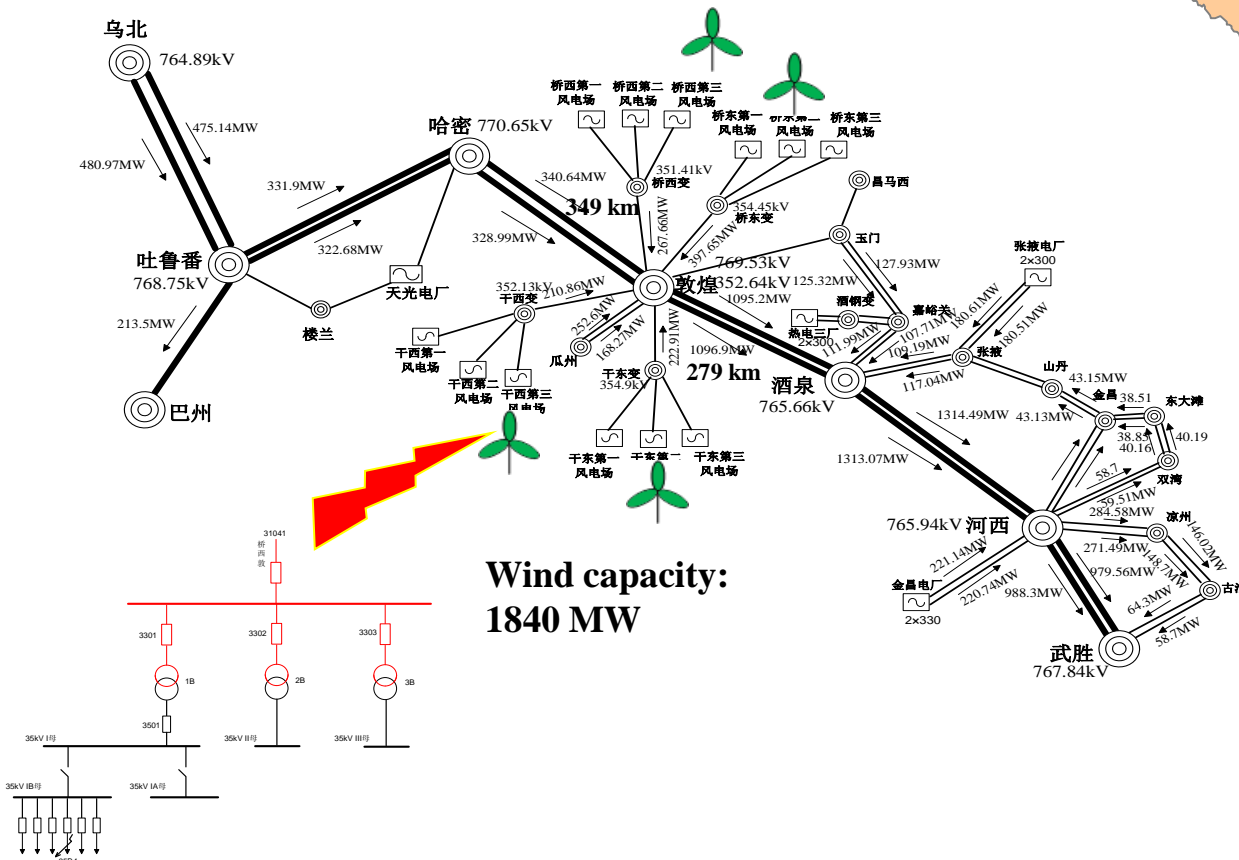 乌北
764.89kV
475.14MW
480.97MW
哈密
770.65kV
331.9MW
322.68MW
吐鲁番
768.75kV
213.5MW
巴州
楼兰
天光电厂
340.64MW
349 km
328.99MW
桥西第一
风电场
桥西第二
风电场
桥西第三
风电场
351.41kV
桥西变
267.66MW
桥东第一
风电场
风电场
桥东第三
风电场
354.45kV
桥东变
397.65MW
昌马西
玉门
769.53kV
敦煌
352.64kV
125.32MW
127.93MW
1095.2MW
1096.9MW
279 km
352.13kV
干西变
210.86MW
干西第一
风电场
干西第二
风电场
干西第三
风电场
252.6MW
168.27MW
瓜州
222.91MW
干东变
354.9kV
干东第一
风电场
干东第二
干东第三
风电场
酒钢变
热电三厂
2×300
嘉峪关
111.99MW
107.71MW
109.19MW
117.04MW
张掖电厂
2×300
180.61MW
180.51MW
张掖
酒泉
765.66kV
山丹
43.15MW
43.13MW
金昌
38.51
东大滩
38.85
40.16
40.19
双湾
58.7
59.51MW
1314.49MW
1313.07MW
765.94kV
河西
284.58MW
271.49MW
凉州
146.02MW
148.7MW
221.14MW
220.74MW
金昌电厂
2×330
979.56MW
988.3MW
64.3MW
58.7MW
武胜
767.84kV
Wind capacity:
1840 MW
31041
桥西敦
3301
3302
3303
1B
2B
3B
3501
35kV I母
35kV II母
35kV III母
35kV IB母
35kV IA母